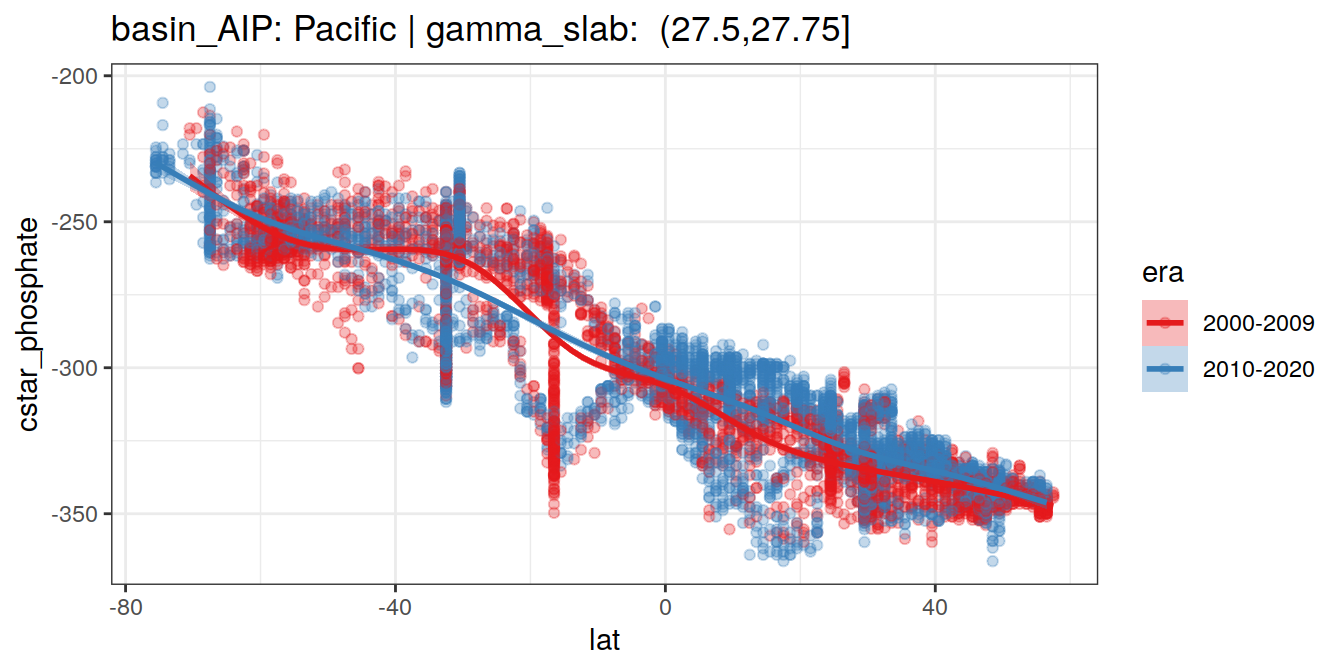 basin_AIP: Pacific | gamma_slab:  (27.5,27.75]
-200
-250
-300
-350
cstar_phosphate
-80
-40
0
40
lat
era
2000-2009
2010-2020